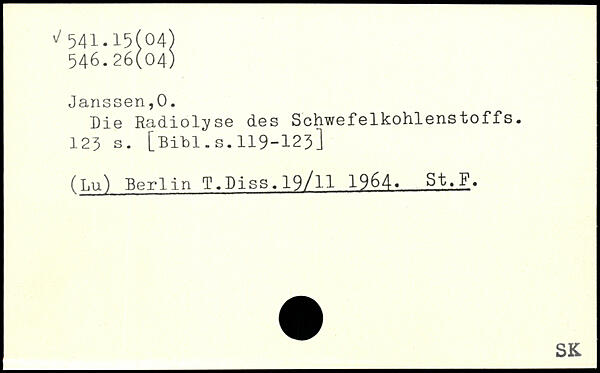 ✓ 541.15(04)
546.26(04)
Janssen,O.
Die Radiolyse des Schwefelkohlenstoffs.
123 s. [Bibl.s.119-123]
(Lu) Berlin T.Diss.19/11 1964. St.F.
SK